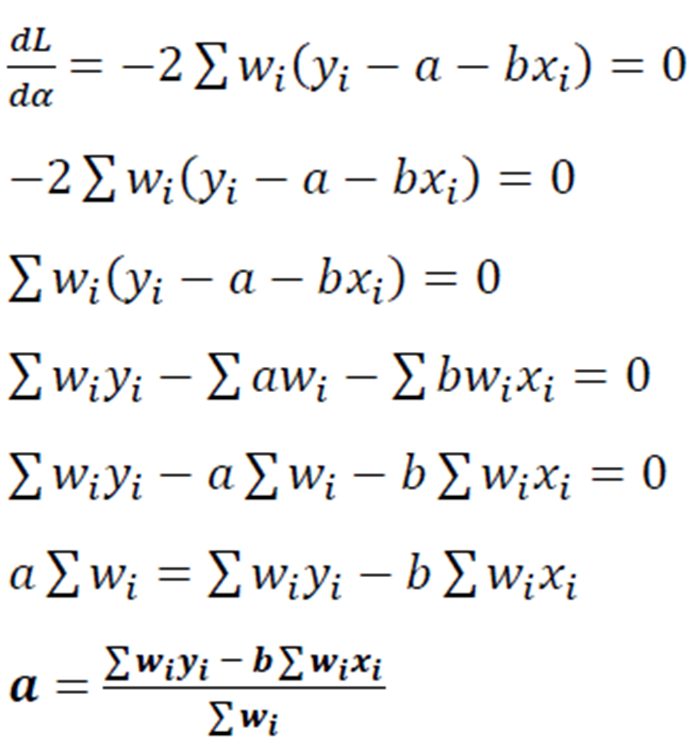 dL/dα = −2 ∑ wᵢ(yᵢ − a − bxᵢ) = 0
−2 ∑ wᵢ(yᵢ − a − bxᵢ) = 0
∑ wᵢ(yᵢ − a − bxᵢ) = 0
∑ wᵢyᵢ − ∑ awᵢ − ∑ bwᵢxᵢ = 0
∑ wᵢyᵢ − a ∑ wᵢ − b ∑ wᵢxᵢ = 0
a ∑ wᵢ = ∑ wᵢyᵢ − b ∑ wᵢxᵢ
a = (∑ wᵢyᵢ − b ∑ wᵢxᵢ)/(∑ wᵢ)